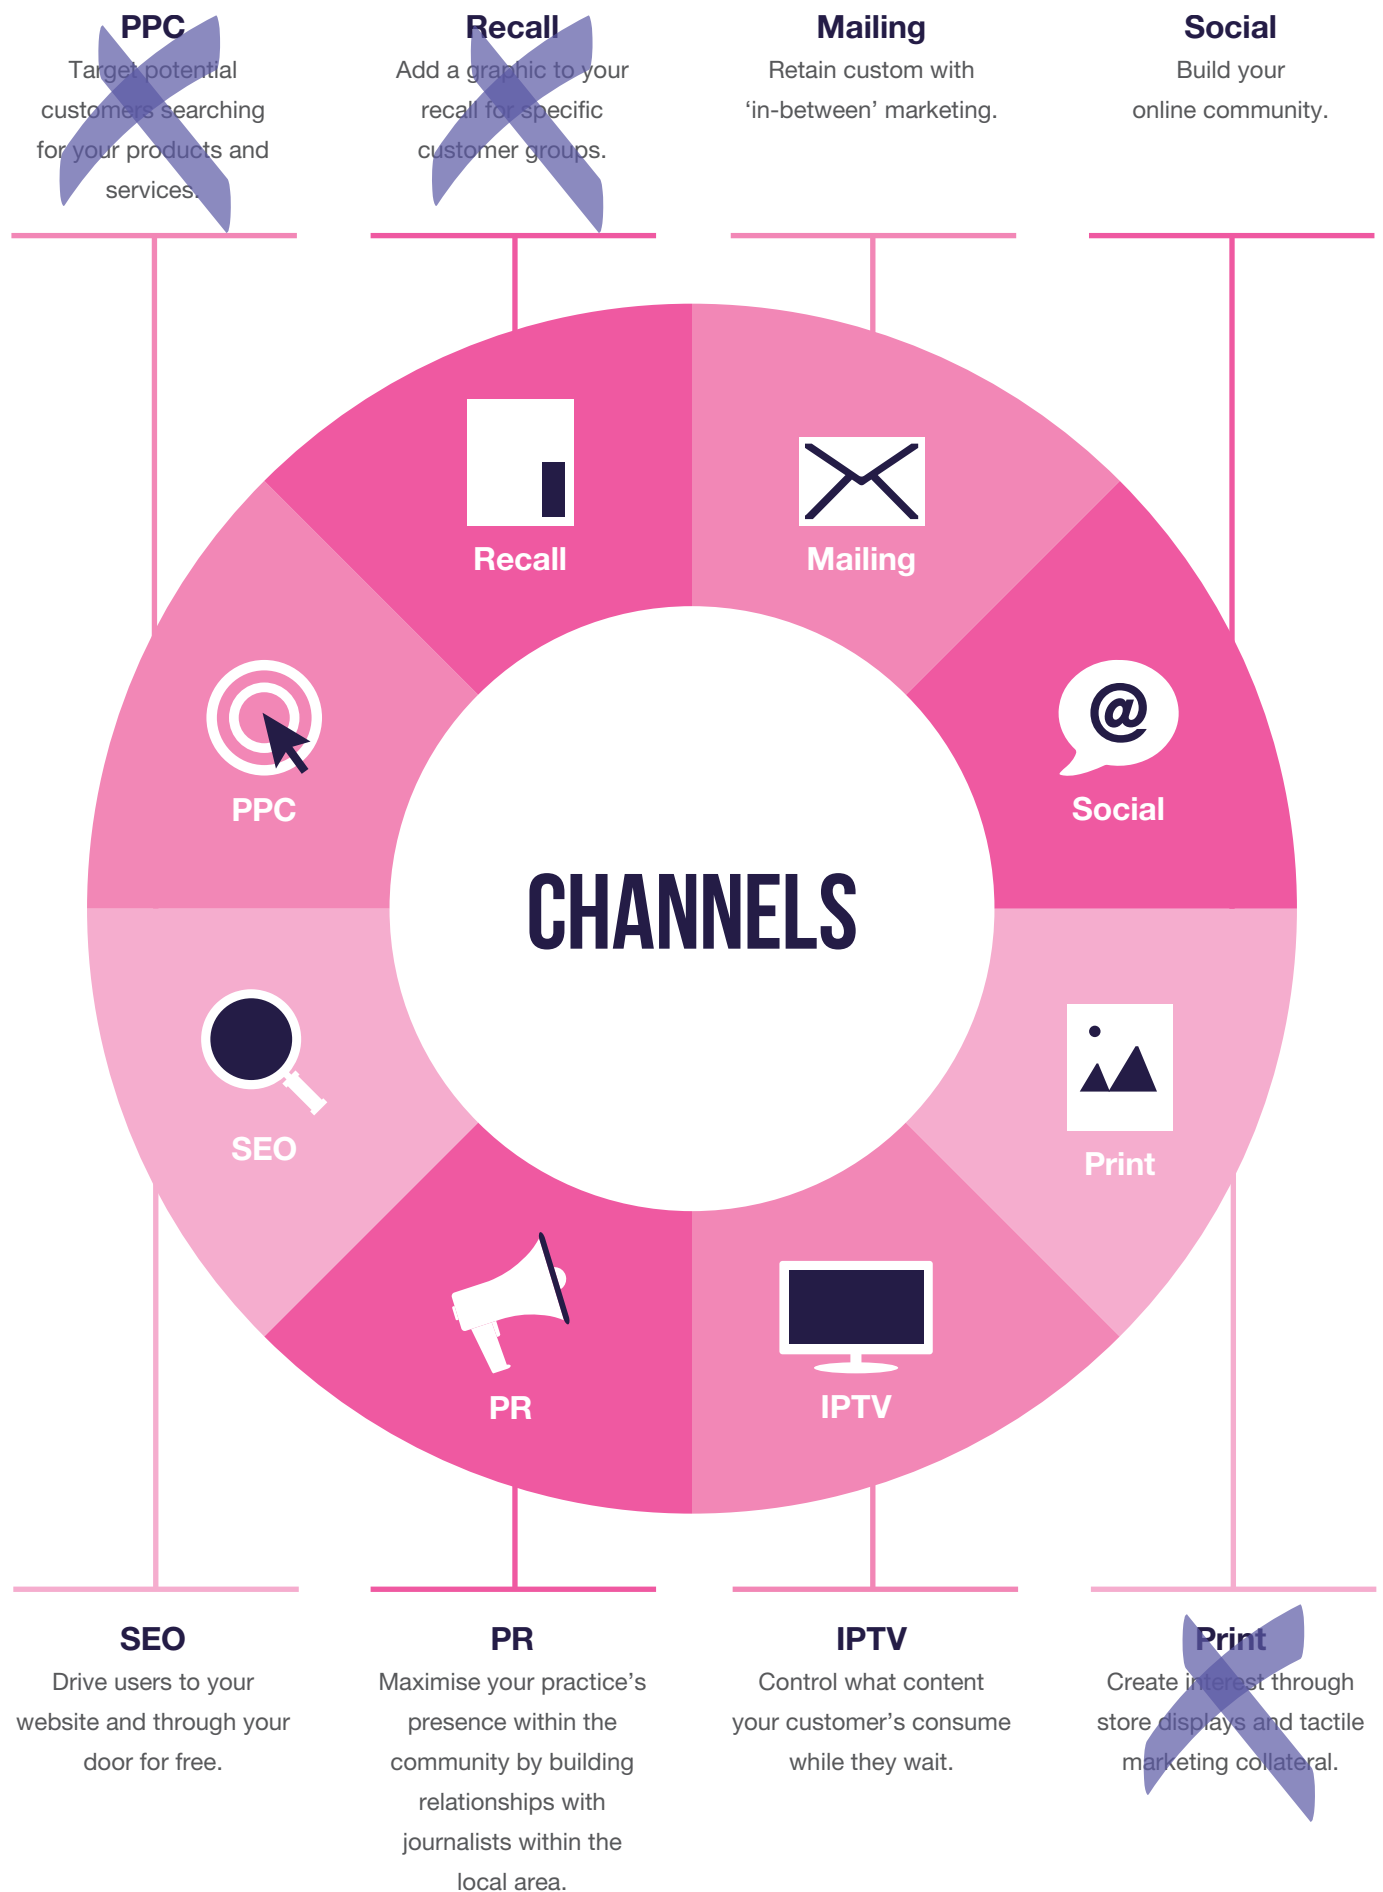 PPC
Target potential
customers searching
for your products and
services.
Recall
Add a graphic to your
recall for specific
customer groups.
Mailing
Retain custom with
‘in-between’ marketing.
Social
Build your
online community.
Recall
Mailing
PPC
Social
CHANNELS
SEO
Print
PR
IPTV
SEO
Drive users to your
website and through your
door for free.
PR
Maximise your practice’s
presence within the
community by building
relationships with
journalists within the
local area.
IPTV
Control what content
your customer’s consume
while they wait.
Print
Create interest through
store displays and tactile
marketing collateral.